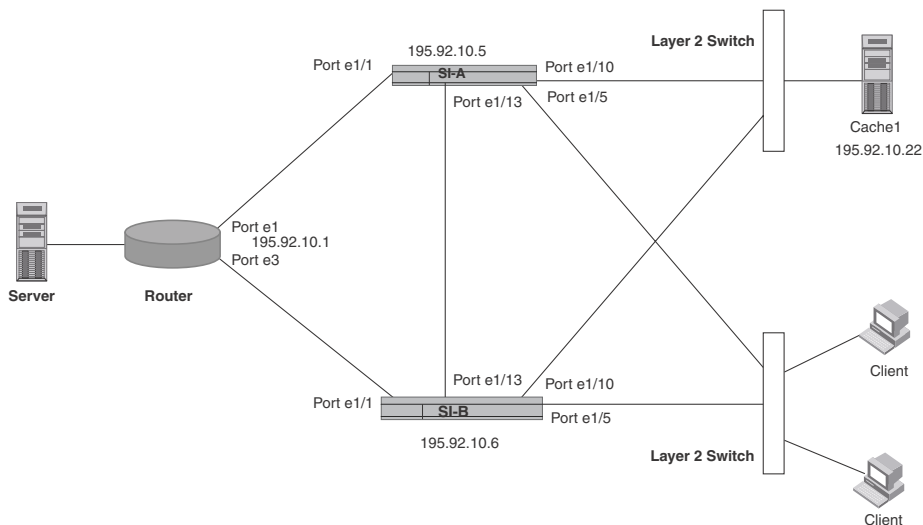 Layer 2 Switch
195.92.10.5
Port e1/1
SI-A
Port e1/10
Port e1/13
Port e1/5
Cache1
195.92.10.22
Port e1
195.92.10.1
Port e3
Server
Router
Port e1/13
Port e1/10
Port e1/1
SI-B
Port e1/5
195.92.10.6
Layer 2 Switch
Client
Client